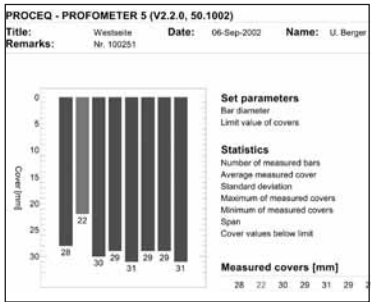 PROCEQ - PROFOMETER 5 (V2.2.0, 50.1002)
Title: Westseite Date: 06-Sep-2002 Name: U. Berger
Remarks: Nr. 100251
Set parameters
Bar diameter
Limit value of covers
Statistics
Number of measured bars
Average measured cover
Standard deviation
Maximum of measured covers
Minimum of measured covers
Span
Cover values below limit
Measured covers [mm]
28 22 30 29 31 29 2
Cover [mm]
0
5
10
15
20
25
30
28 22 30 29 31 29 29 31